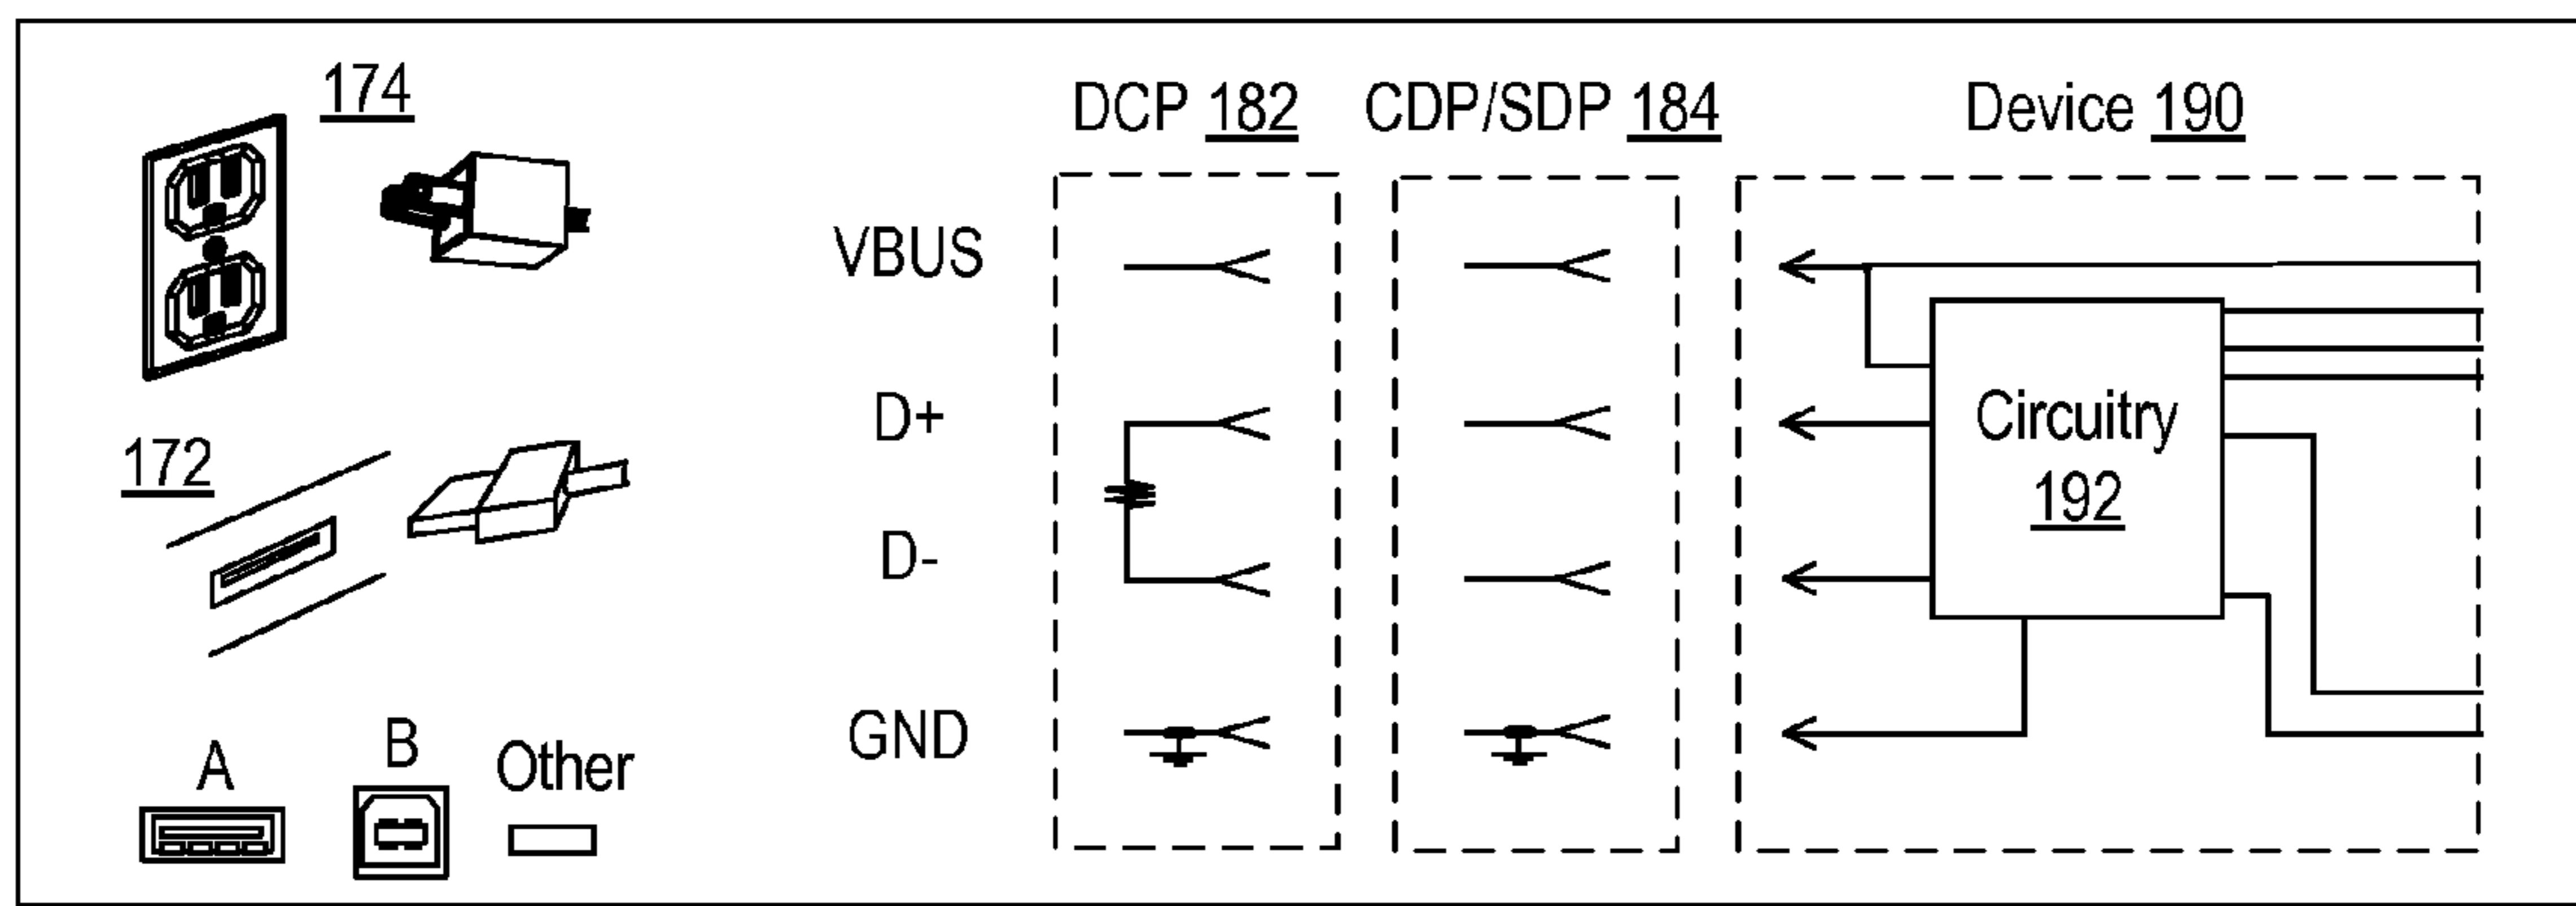 174
DCP 182
CDP/SDP 184
Device 190
VBUS
D+
172
Circuitry
192
D-
GND
A
B
Other